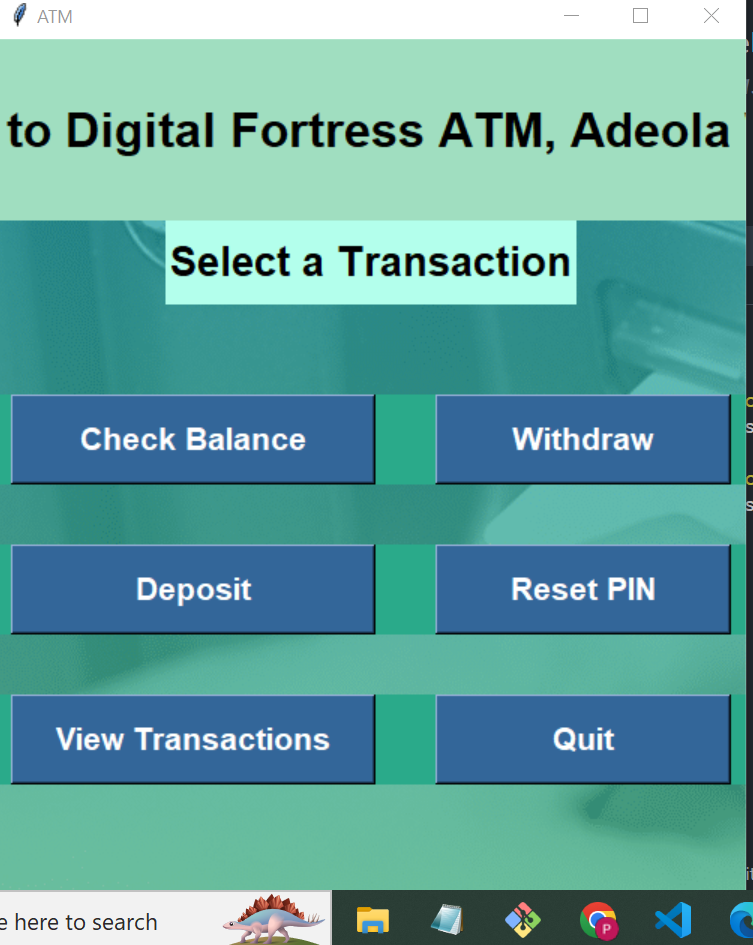 ATM
to Digital Fortress ATM, Adeola
Select a Transaction
Check Balance Withdraw
Deposit Reset PIN
View Transactions Quit
e here to search
P